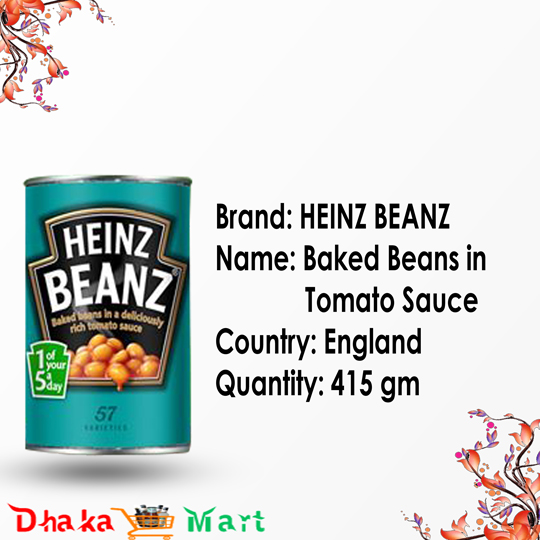 HEINZ
BEANZ®
Baked beans in a deliciously
rich tomato sauce
1 of
your
5 a
day
57
VARIETIES
Brand: HEINZ BEANZ
Name: Baked Beans in
Tomato Sauce
Country: England
Quantity: 415 gm
Dhaka Mart